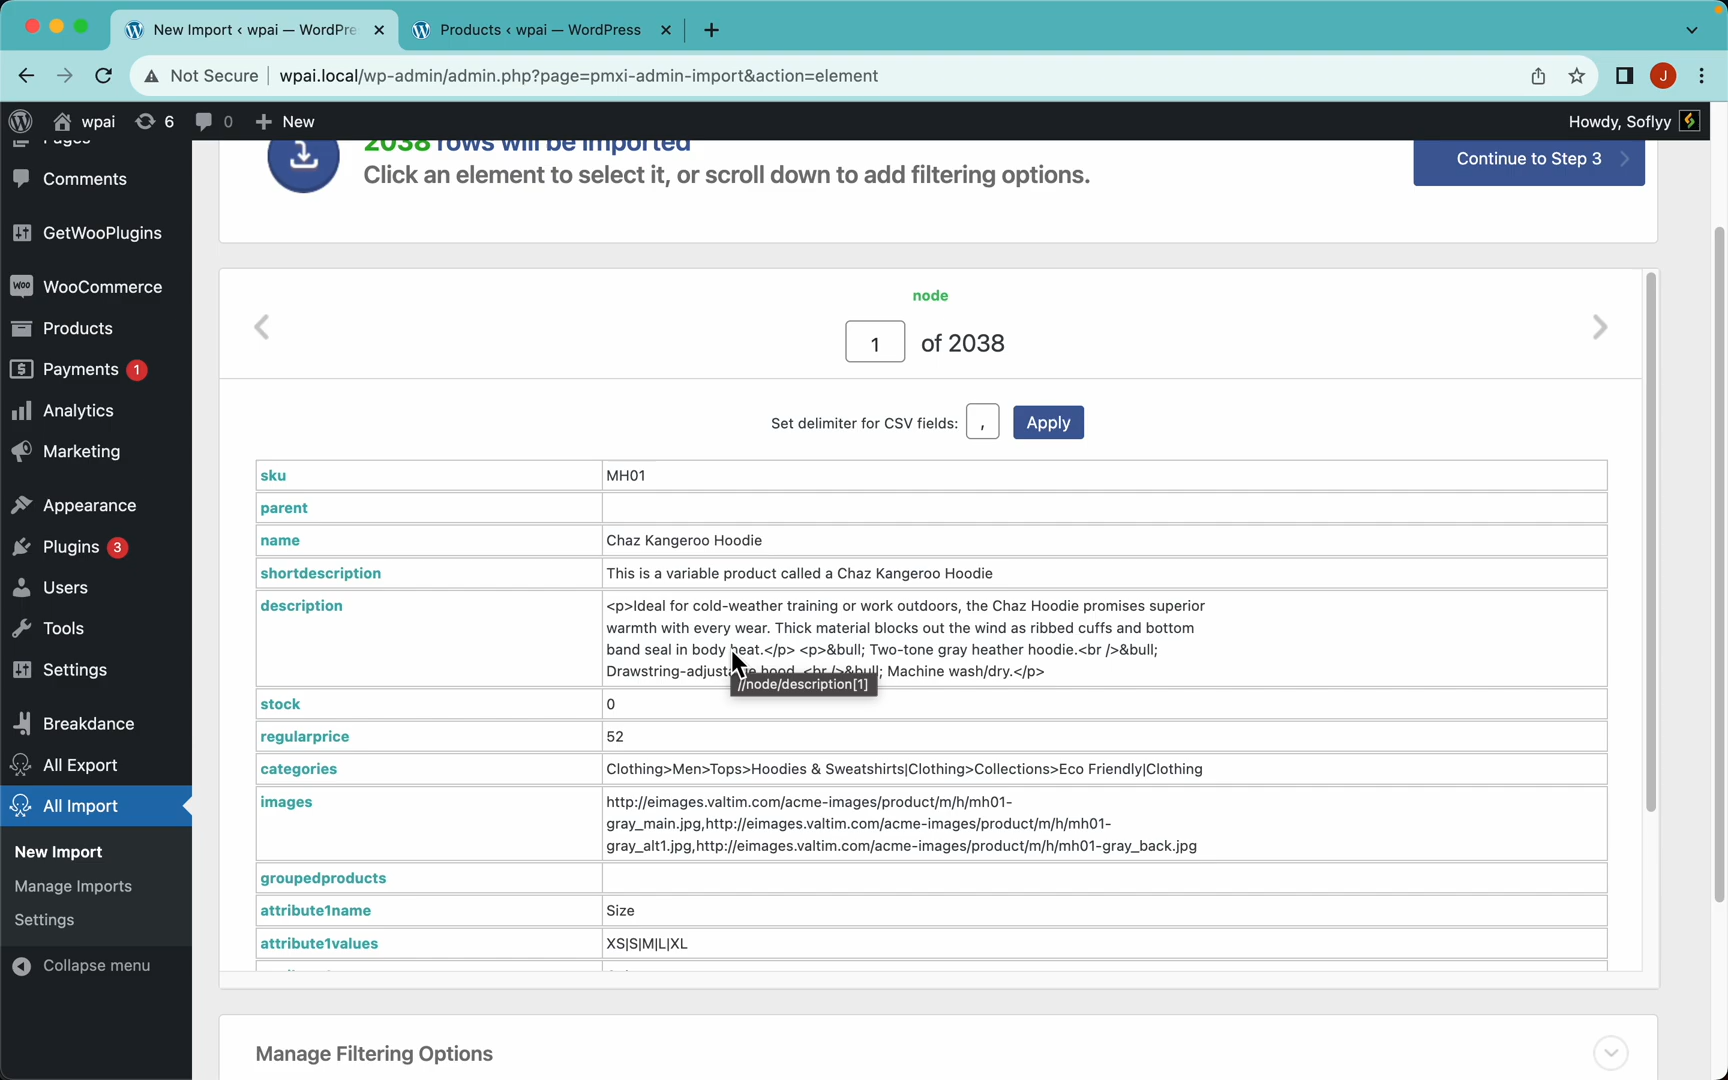 New Import ‹ wpai — WordPre
Products ‹ wpai — WordPress
Not Secure
wpai.local/wp-admin/admin.php?page=pmxi-admin-import&action=element
J
wpai
6
0
New
Howdy, Soflyy
Pages
Comments
GetWooPlugins
WooCommerce
Products
Payments 1
Analytics
Marketing
Appearance
Plugins 3
Users
Tools
Settings
Breakdance
All Export
All Import
New Import
Manage Imports
Settings
Collapse menu
2038 rows will be imported
Click an element to select it, or scroll down to add filtering options.
Continue to Step 3
node
1 of 2038
Set delimiter for CSV fields: , Apply
sku MH01
parent
name Chaz Kangeroo Hoodie
shortdescription This is a variable product called a Chaz Kangeroo Hoodie
description <p>Ideal for cold-weather training or work outdoors, the Chaz Hoodie promises superior
warmth with every wear. Thick material blocks out the wind as ribbed cuffs and bottom
band seal in body heat.</p> <p>&bull; Two-tone gray heather hoodie.<br />&bull;
Drawstring-adjustable hood. <br />&bull; Machine wash/dry.</p>
//node/description[1]
stock 0
regularprice 52
categories Clothing>Men>Tops>Hoodies & Sweatshirts|Clothing>Collections>Eco Friendly|Clothing
images http://eimages.valtim.com/acme-images/product/m/h/mh01-
gray_main.jpg,http://eimages.valtim.com/acme-images/product/m/h/mh01-
gray_alt1.jpg,http://eimages.valtim.com/acme-images/product/m/h/mh01-gray_back.jpg
groupedproducts
attribute1name Size
attribute1values XS|S|M|L|XL
Manage Filtering Options